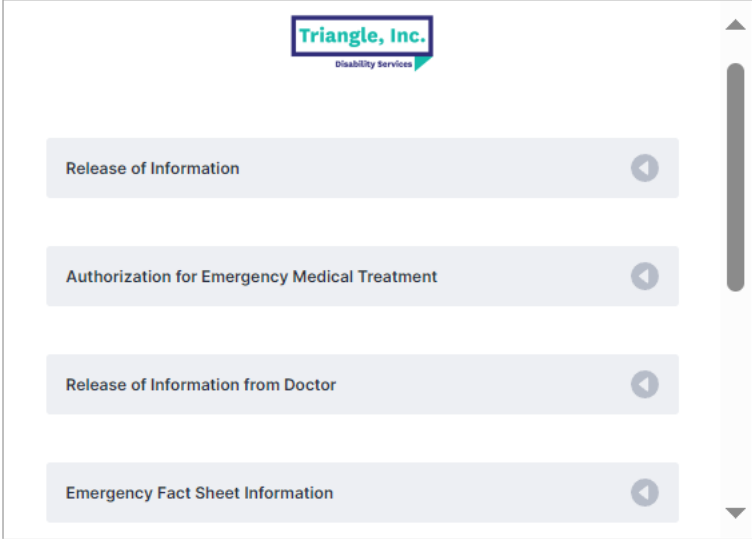 Triangle, Inc.
Disability Services
Release of Information
Authorization for Emergency Medical Treatment
Release of Information from Doctor
Emergency Fact Sheet Information